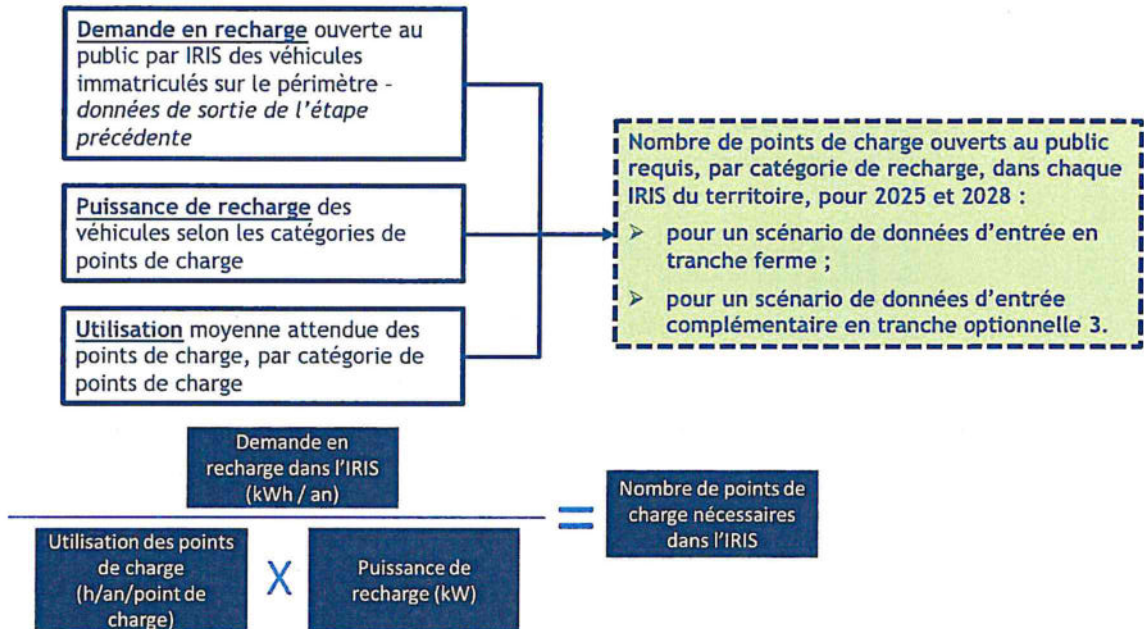 Demande en recharge ouverte au
public par IRIS des véhicules
immatriculés sur le périmètre -
données de sortie de l'étape
précédente
Puissance de recharge des
véhicules selon les catégories de
points de charge
Utilisation moyenne attendue des
points de charge, par catégorie de
points de charge
Nombre de points de charge ouverts au public
requis, par catégorie de recharge, dans chaque
IRIS du territoire, pour 2025 et 2028 :
➢ pour un scénario de données d'entrée en
tranche ferme ;
➢ pour un scénario de données d'entrée
complémentaire en tranche optionnelle 3.
Demande en
recharge dans l'IRIS
(kWh / an)
Utilisation des points
de charge
(h/an/point de
charge)
X
Puissance de
recharge (kW)
=
Nombre de points de
charge nécessaires
dans l'IRIS